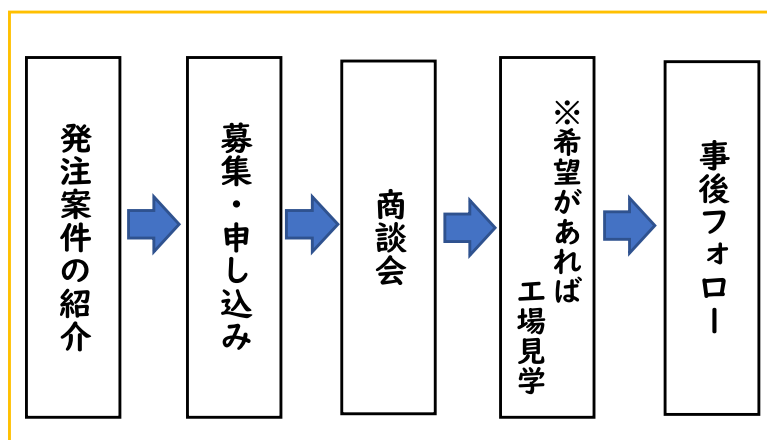 発注案件の紹介
募集・申し込み
商談会
※希望があれば
工場見学
事後フォロー